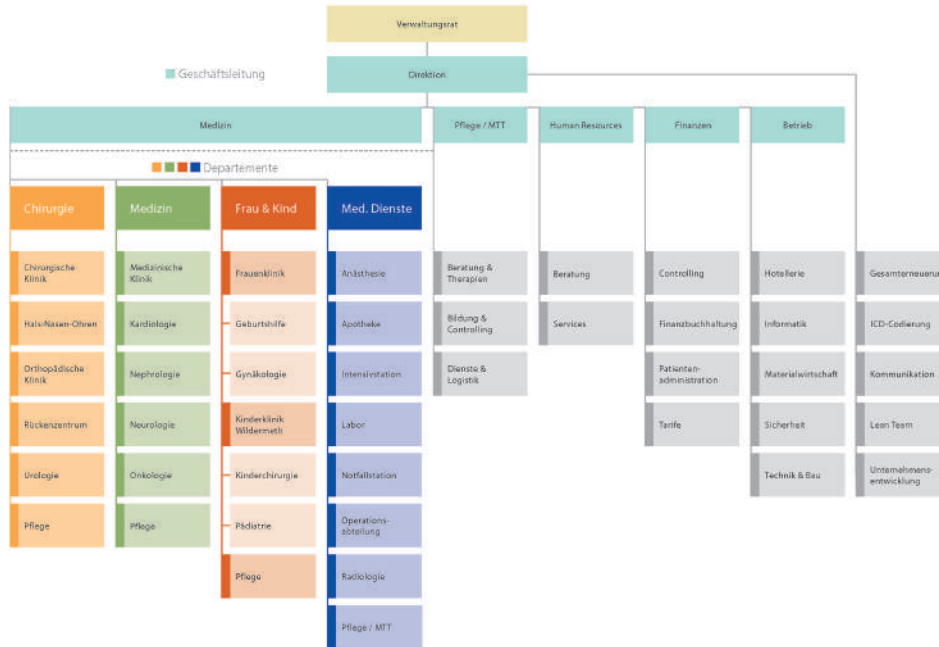 Verwaltungsrat
Geschäftsleitung
Direktion
Medizin
Pflege / MTT
Human Resources
Finanzen
Betrieb
Departemente
Chirurgie
Medizin
Frau & Kind
Med. Dienste
Chirurgische
Klinik
Hals-Nasen-Ohren
Orthopädische
Klinik
Rückenzentrum
Urologie
Pflege
Medizinische
Klinik
Kardiologie
Nephrologie
Neurologie
Onkologie
Pflege
Frauenklinik
Geburtshilfe
Gynäkologie
Kinderklinik
Wildermeth
Kinderchirurgie
Pädiatrie
Pflege
Anästhesie
Apotheke
Intensivstation
Labor
Notfallstation
Operations-
abteilung
Radiologie
Pflege / MTT
Beratung &
Therapien
Bildung &
Controlling
Dienste &
Logistik
Beratung
Services
Controlling
Finanzbuchhaltung
Patienten-
administration
Tarife
Hotellerie
Informatik
Materialwirtschaft
Sicherheit
Technik & Bau
Gesamterneuerun
ICD-Codierung
Kommunikation
Lean Team
Unternehmens-
entwicklung